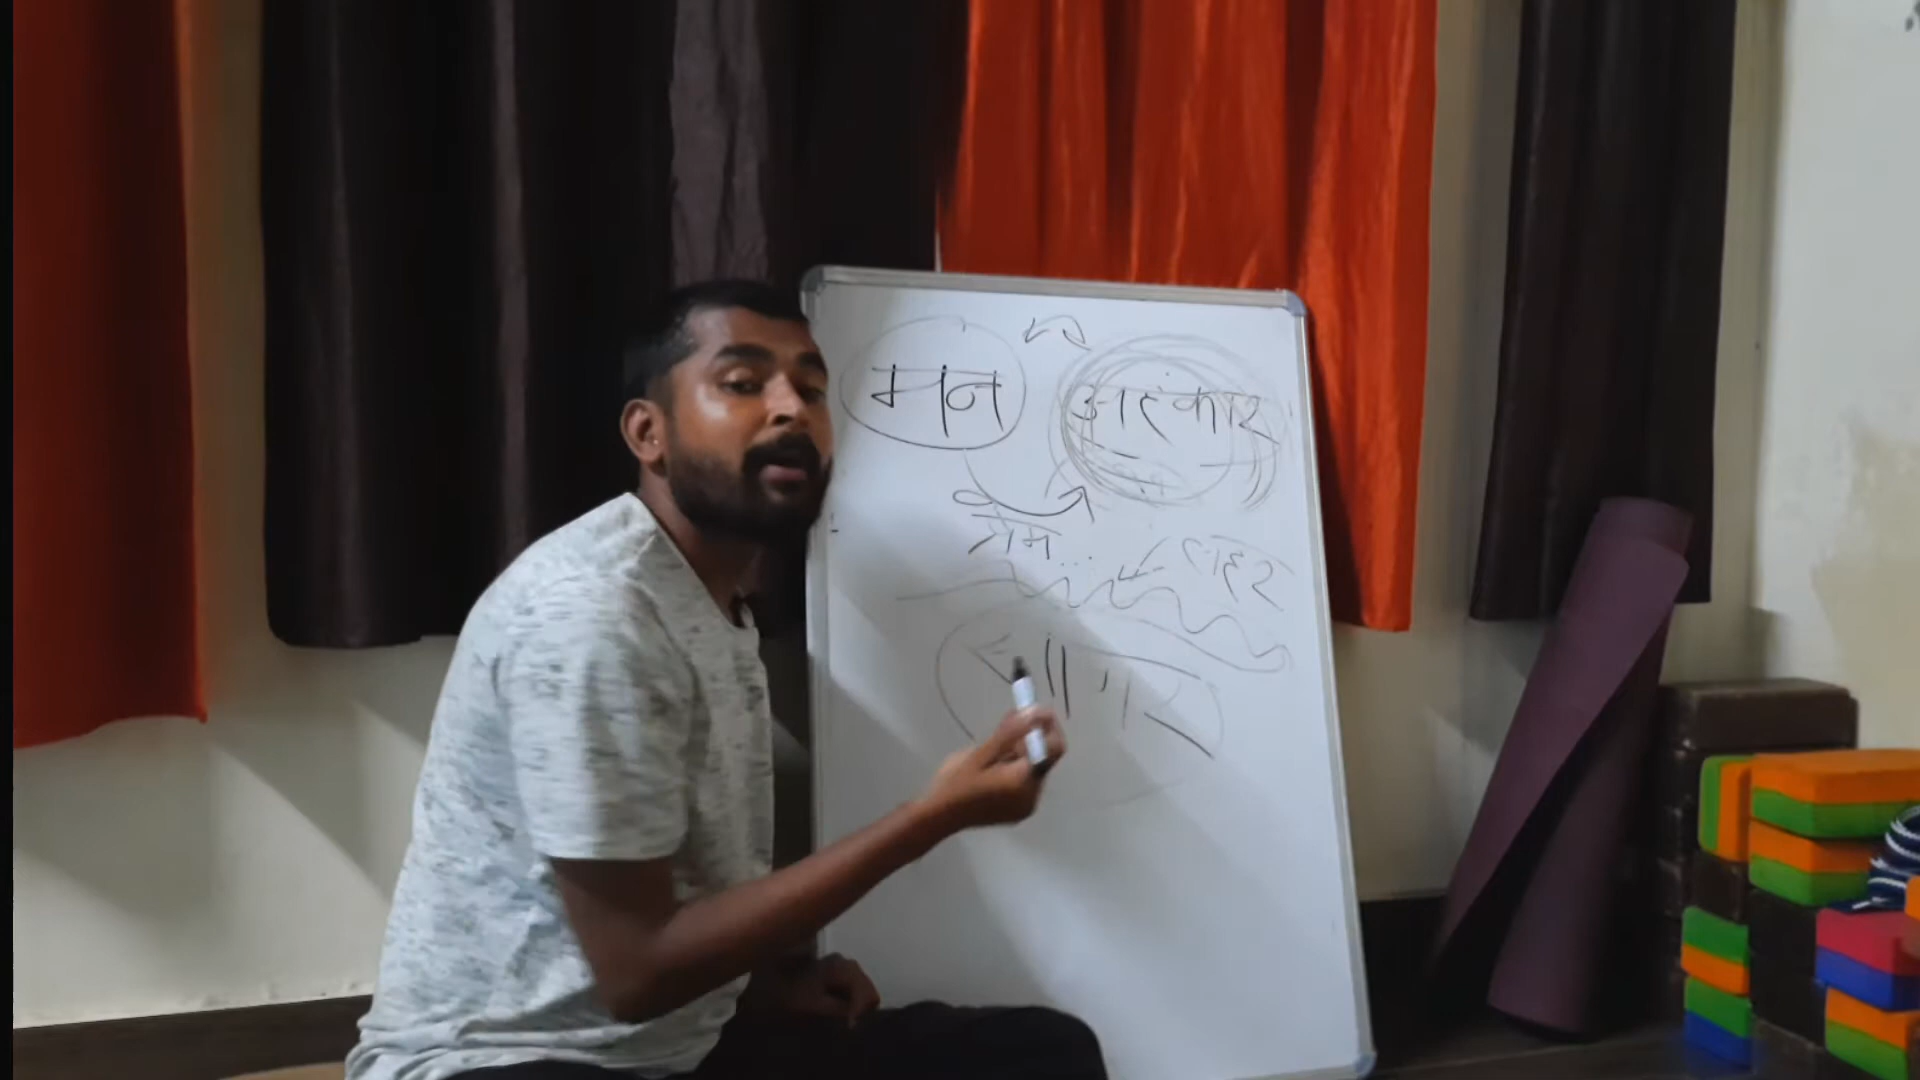 मन अहंकार
प्रेम
लहर
सागर